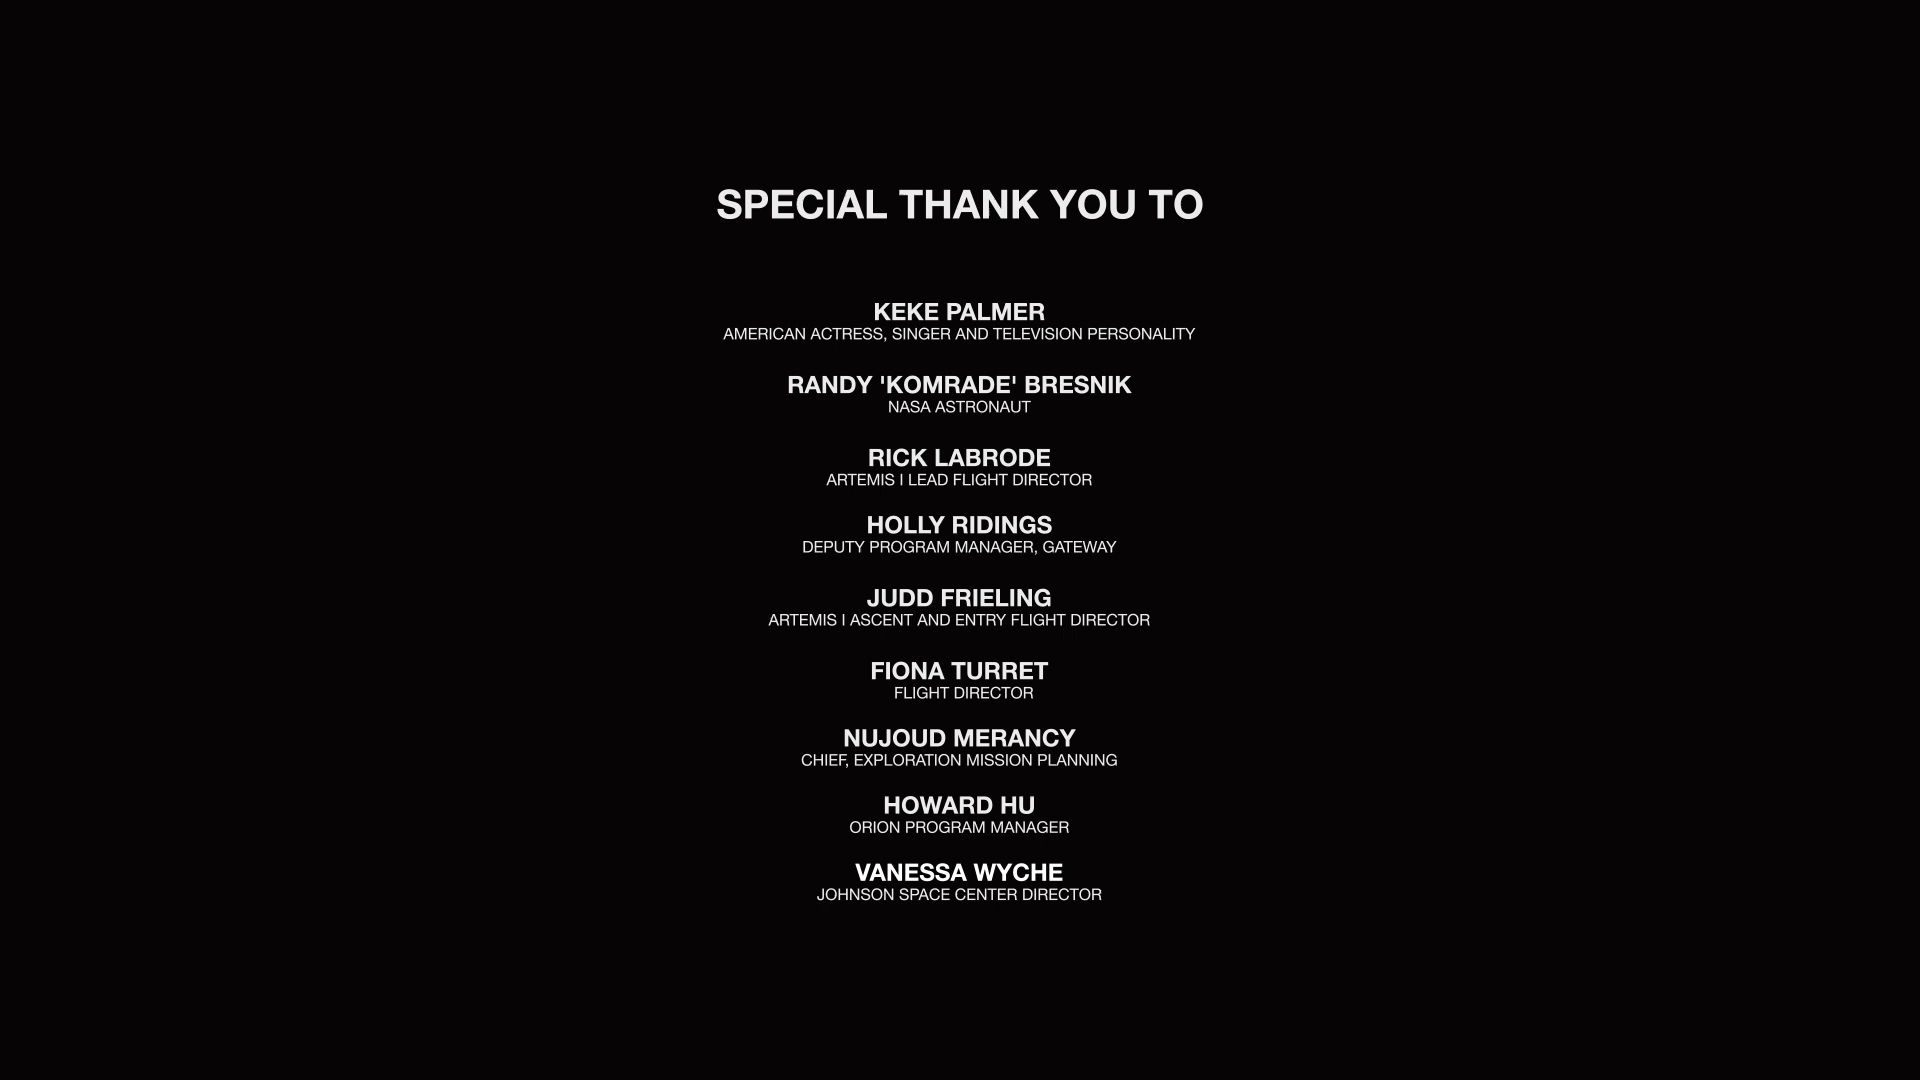 SPECIAL THANK YOU TO
KEKE PALMER
AMERICAN ACTRESS, SINGER AND TELEVISION PERSONALITY
RANDY 'KOMRADE' BRESNIK
NASA ASTRONAUT
RICK LABRODE
ARTEMIS I LEAD FLIGHT DIRECTOR
HOLLY RIDINGS
DEPUTY PROGRAM MANAGER, GATEWAY
JUDD FRIELING
ARTEMIS I ASCENT AND ENTRY FLIGHT DIRECTOR
FIONA TURRET
FLIGHT DIRECTOR
NUJOUD MERANCY
CHIEF, EXPLORATION MISSION PLANNING
HOWARD HU
ORION PROGRAM MANAGER
VANESSA WYCHE
JOHNSON SPACE CENTER DIRECTOR